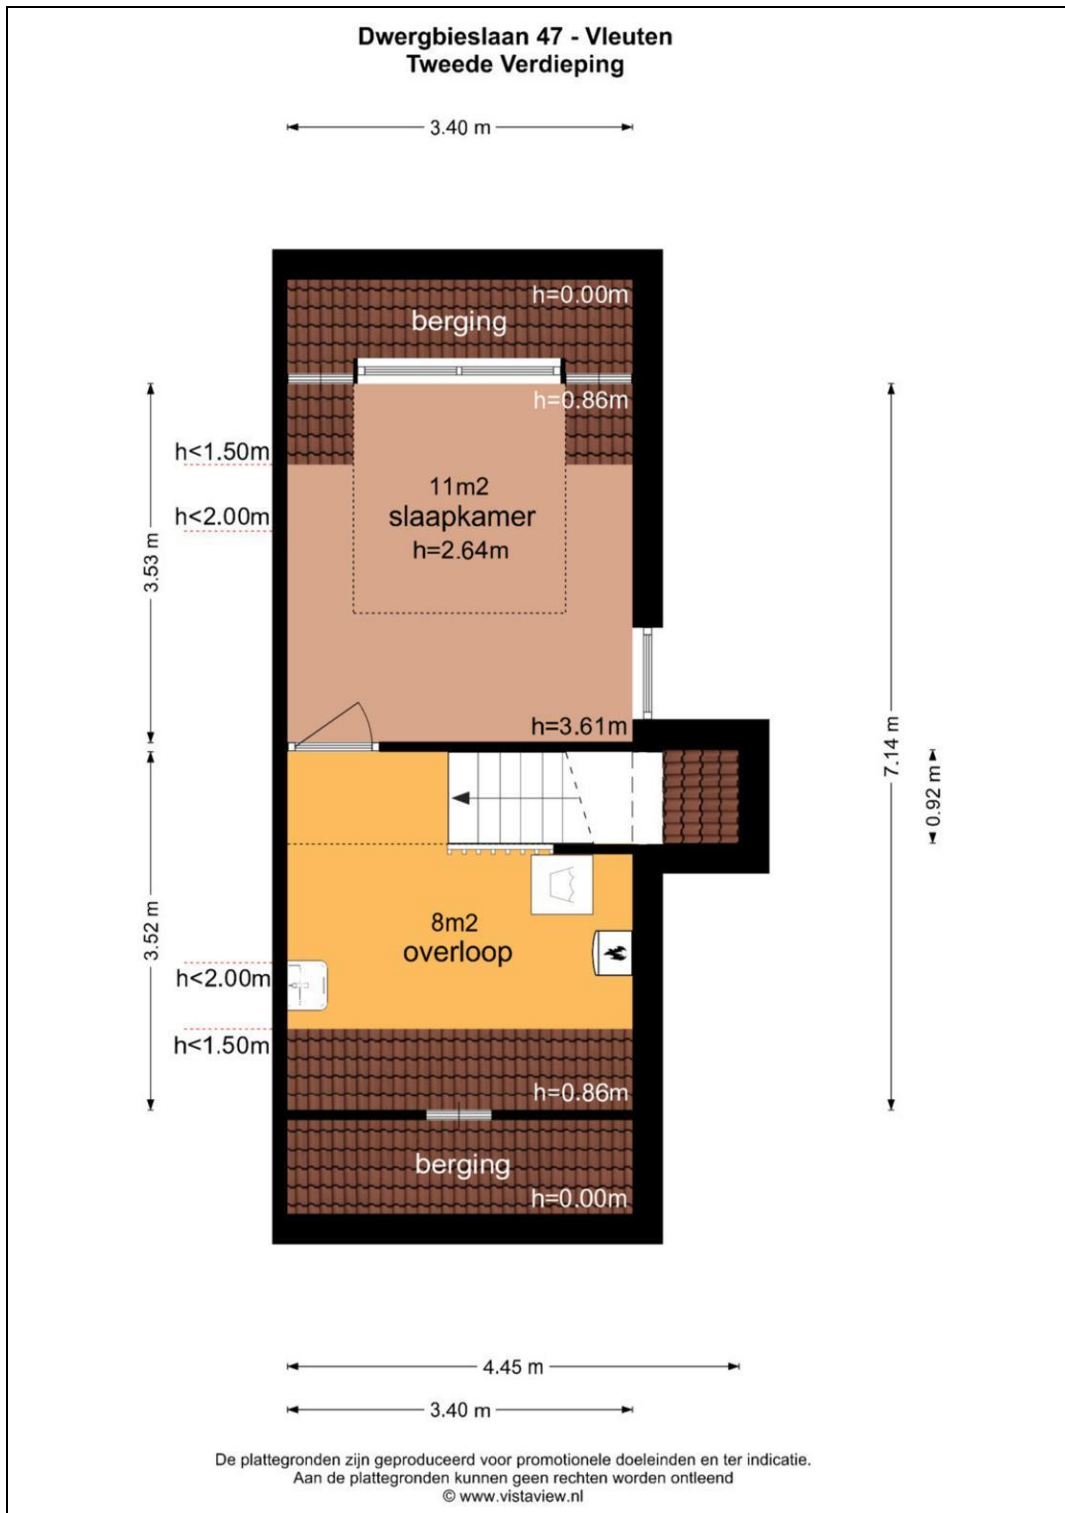 Dwergbieslaan 47 - Vleuten
Tweede Verdieping
3.40 m
h=0.00m
berging
h=0.86m
h<1.50m
11m2
slaapkamer
h=2.64m
h<2.00m
3.53 m
h=3.61m
7.14 m
0.92 m
8m2
overloop
3.52 m
h<2.00m
h<1.50m
h=0.86m
berging
h=0.00m
4.45 m
3.40 m
De plattegronden zijn geproduceerd voor promotionele doeleinden en ter indicatie.
Aan de plattegronden kunnen geen rechten worden ontleend
© www.vistaview.nl